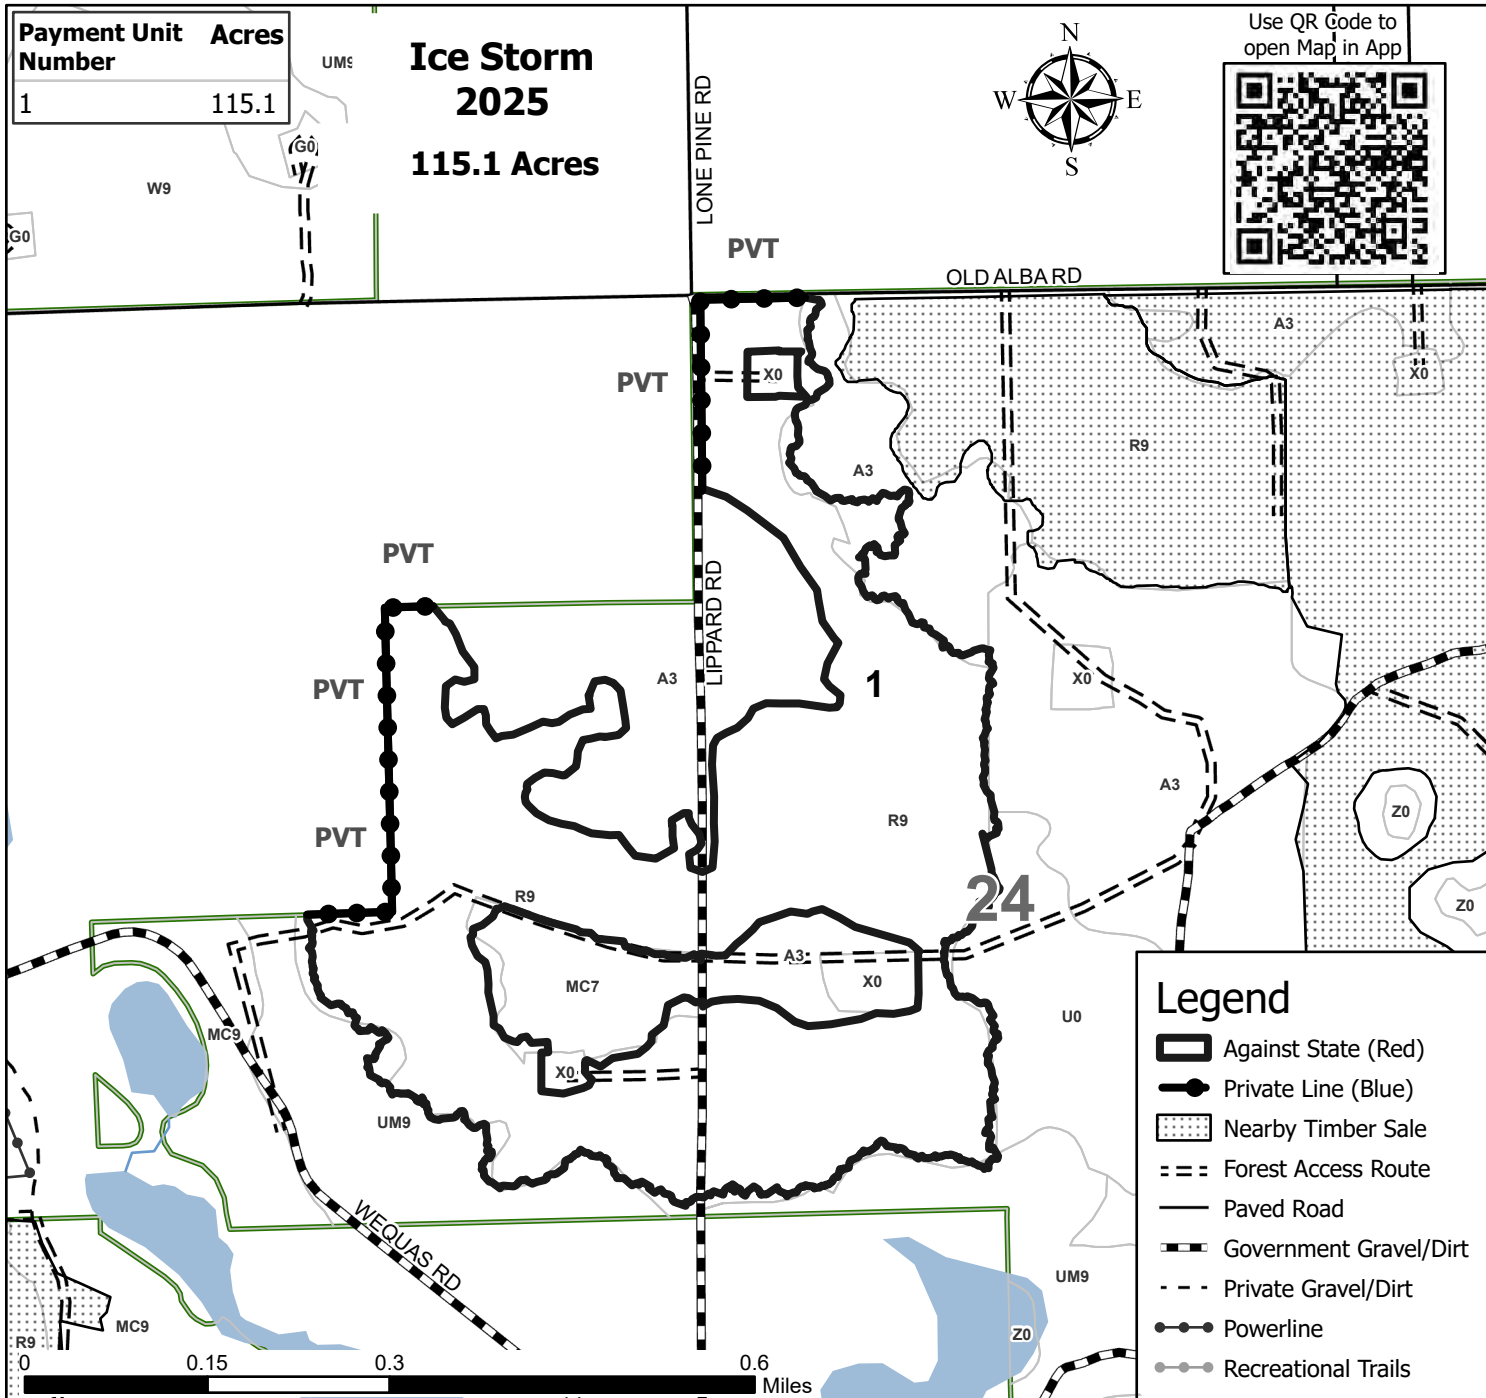 Payment Unit Number Acres
1 115.1
Ice Storm
2025
115.1 Acres
N
W E
S
Use QR Code to
open Map in App
LONE PINE RD
OLD ALBA RD
LIPPARD RD
WEQUAS RD
G0
W9
G0
PVT
PVT
PVT
PVT
PVT
X0
A3
X0
R9
A3
A3
1
X0
A3
R9
Z0
24
Z0
R9
A3
X0
MC7
U0
MC9
X0
UM9
UM9
Z0
MC9
R9
Legend
Against State (Red)
Private Line (Blue)
Nearby Timber Sale
Forest Access Route
Paved Road
Government Gravel/Dirt
Private Gravel/Dirt
Powerline
Recreational Trails
0 0.15 0.3 0.6
Miles